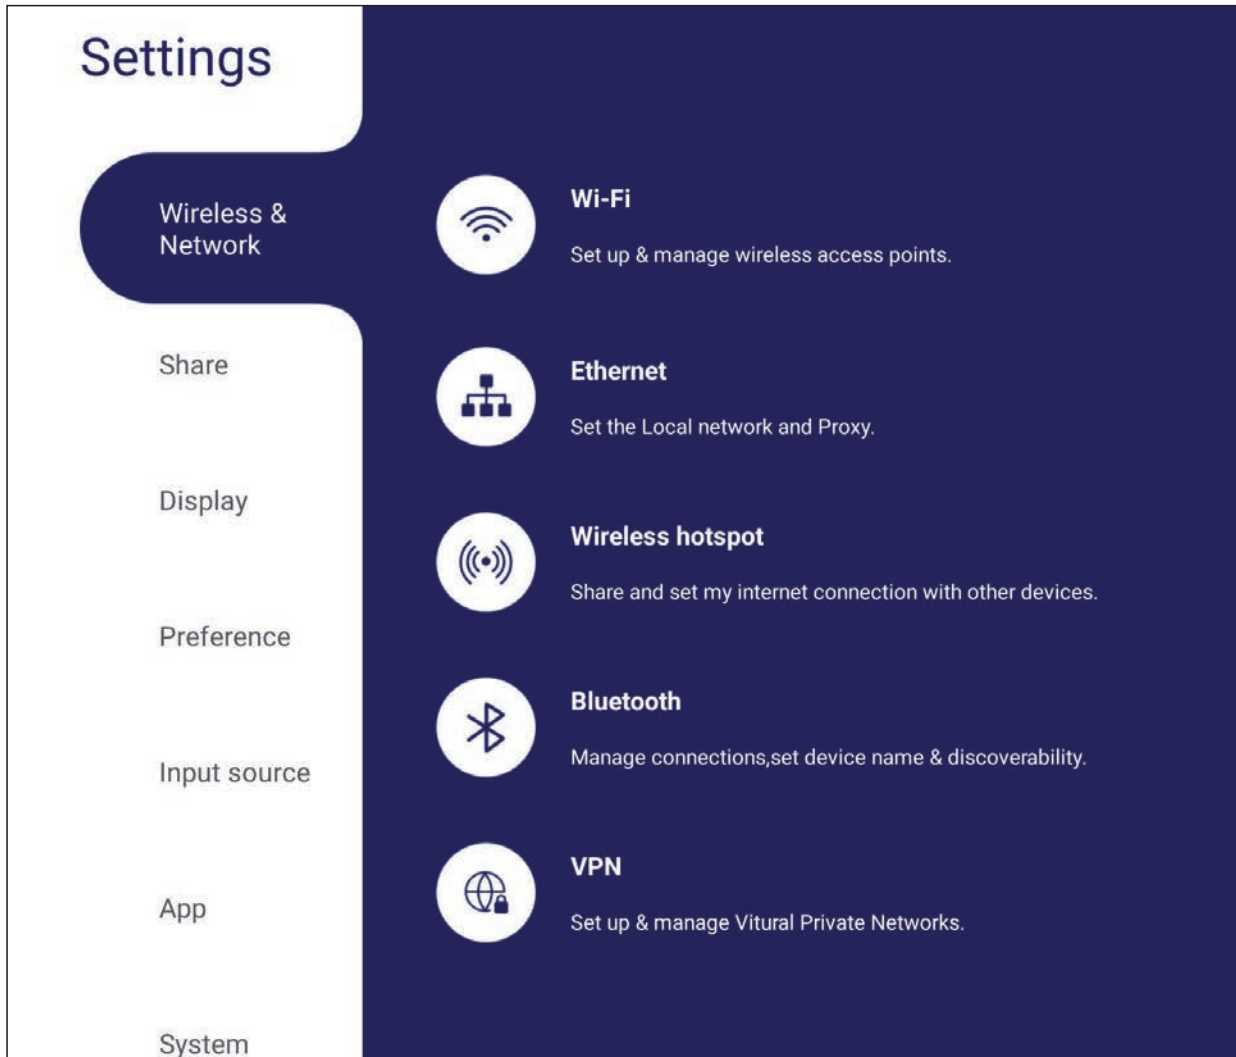 Settings
Wireless &
Network
Share
Display
Preference
Input source
App
System
Wi-Fi
Set up & manage wireless access points.
Ethernet
Set the Local network and Proxy.
Wireless hotspot
Share and set my internet connection with other devices.
Bluetooth
Manage connections,set device name & discoverability.
VPN
Set up & manage Vitural Private Networks.